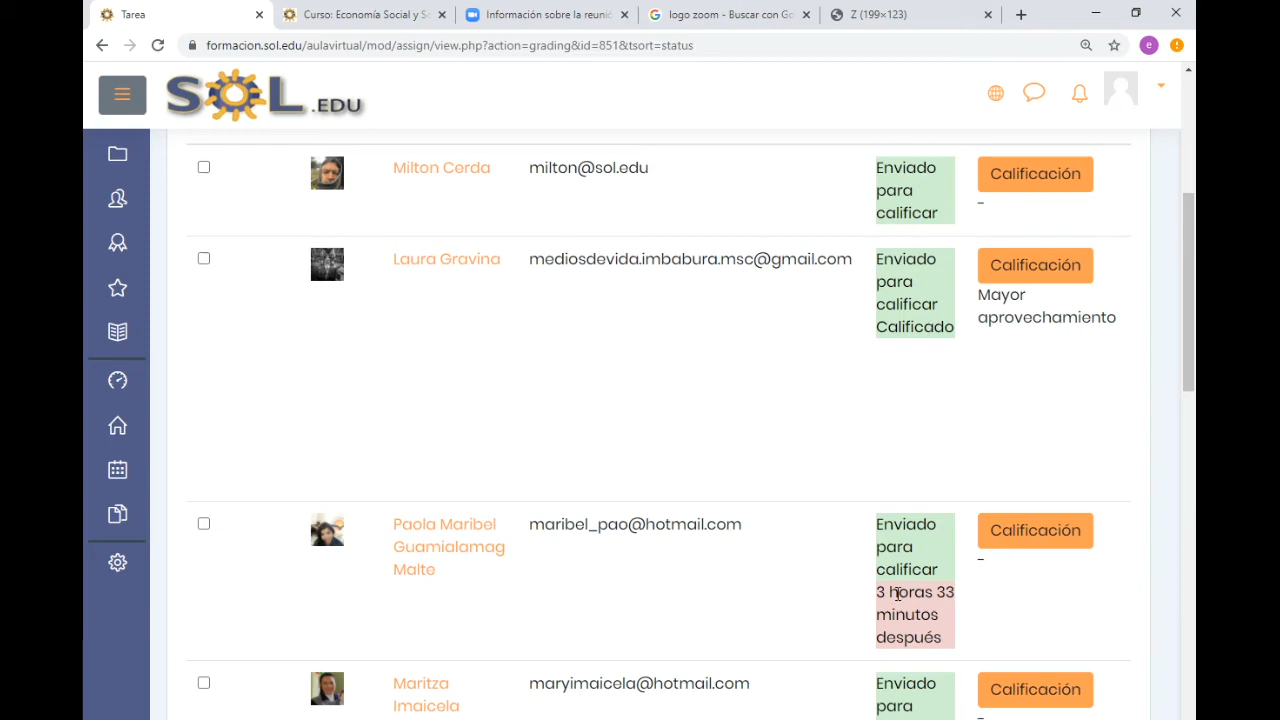 Tarea
Curso: Economía Social y So
Información sobre la reunió
logo zoom - Buscar con Go
Z (199×123)
formacion.sol.edu/aulavirtual/mod/assign/view.php?action=grading&id=851&tsort=status
e
SOL.EDU
Milton Cerda
milton@sol.edu
Enviado
para
calificar
Calificación
-
Laura Gravina
mediosdevida.imbabura.msc@gmail.com
Enviado
para
calificar
Calificado
Calificación
Mayor
aprovechamiento
Paola Maribel
Guamialamag
Malte
maribel_pao@hotmail.com
Enviado
para
calificar
3 horas 33
minutos
después
Calificación
-
Maritza
Imaicela
maryimaicela@hotmail.com
Enviado
para
Calificación
-